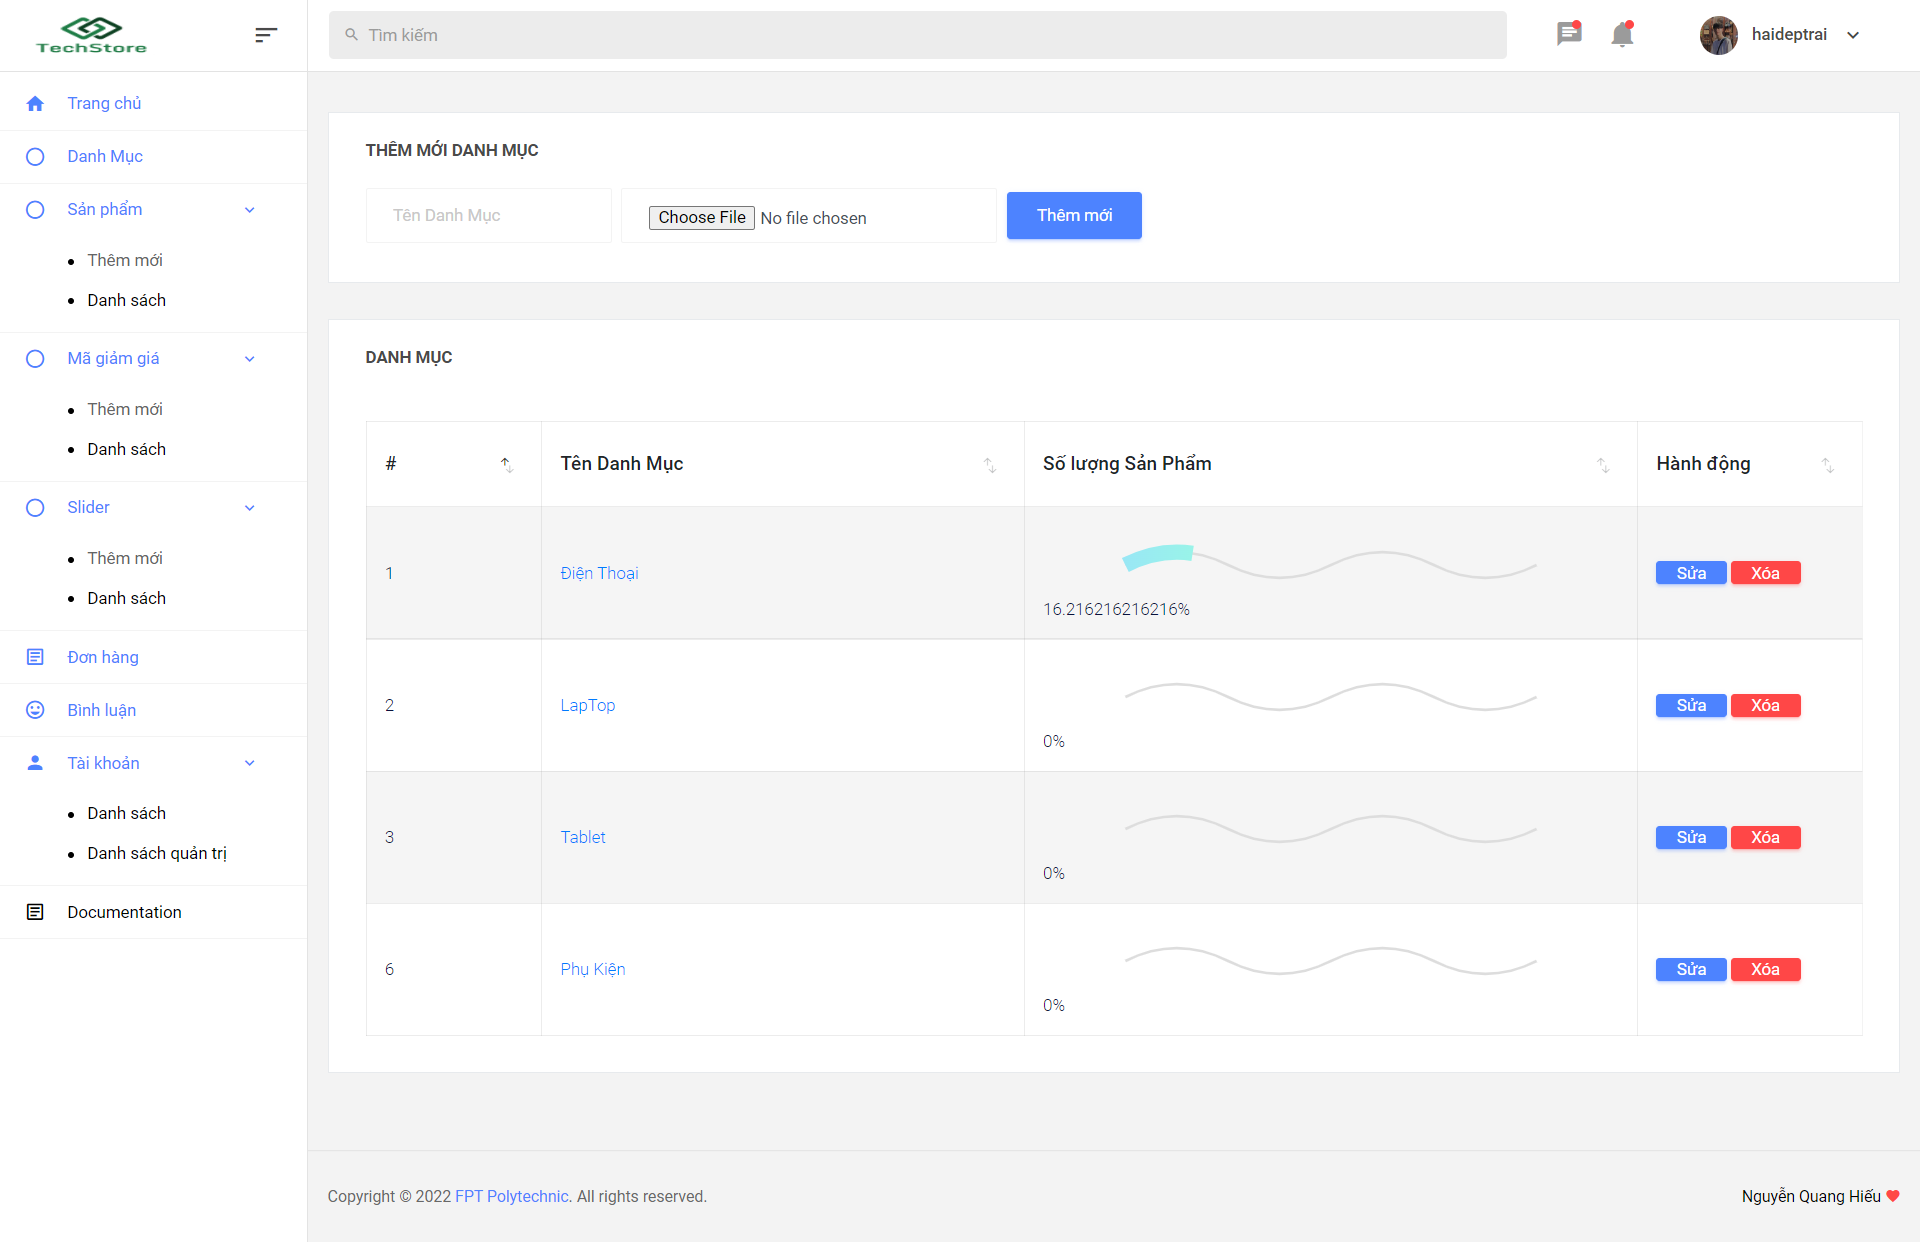 TechStore
Tìm kiếm
haideptrai
Trang chủ
Danh Mục
Sản phẩm
Thêm mới
Danh sách
Mã giảm giá
Thêm mới
Danh sách
Slider
Thêm mới
Danh sách
Đơn hàng
Bình luận
Tài khoản
Danh sách
Danh sách quản trị
Documentation
THÊM MỚI DANH MỤC
Tên Danh Mục
Choose File No file chosen
Thêm mới
DANH MỤC
# Tên Danh Mục Số lượng Sản Phẩm Hành động
1 Điện Thoại 16.216216216216% Sửa Xóa
2 LapTop 0% Sửa Xóa
3 Tablet 0% Sửa Xóa
6 Phụ Kiện 0% Sửa Xóa
Copyright © 2022 FPT Polytechnic. All rights reserved.
Nguyễn Quang Hiếu